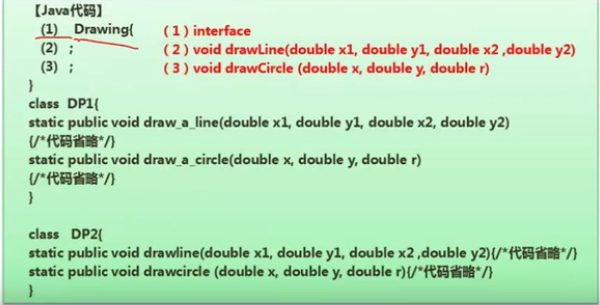 【Java代码】
(1) Drawing{ （1）interface
(2) ; （2）void drawLine(double x1, double y1, double x2 ,double y2)
(3) ; （3）void drawCircle (double x, double y, double r)
}
class DP1{
static public void draw_a_line(double x1, double y1, double x2, double y2)
{/*代码省略*/}
static public void draw_a_circle(double x, double y, double r)
{/*代码省略*/}
}
class DP2{
static public void drawline(double x1, double y1, double x2 ,double y2){/*代码省略*/}
static public void drawcircle (double x, double y, double r){/*代码省略*/}
}